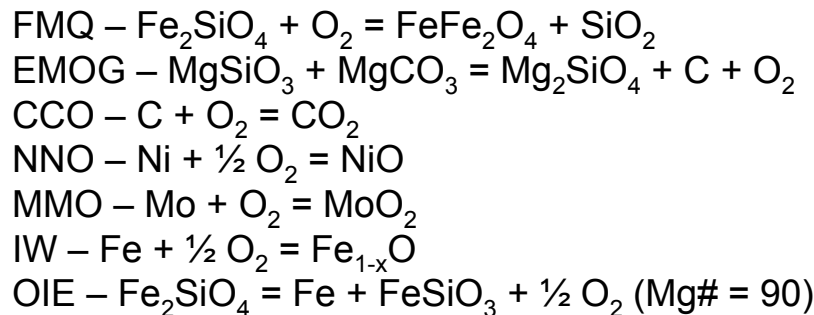 FMQ – Fe₂SiO₄ + O₂ = FeFe₂O₄ + SiO₂
EMOG – MgSiO₃ + MgCO₃ = Mg₂SiO₄ + C + O₂
CCO – C + O₂ = CO₂
NNO – Ni + ½ O₂ = NiO
MMO – Mo + O₂ = MoO₂
IW – Fe + ½ O₂ = Fe₁₋ₓO
OIE – Fe₂SiO₄ = Fe + FeSiO₃ + ½ O₂ (Mg# = 90)